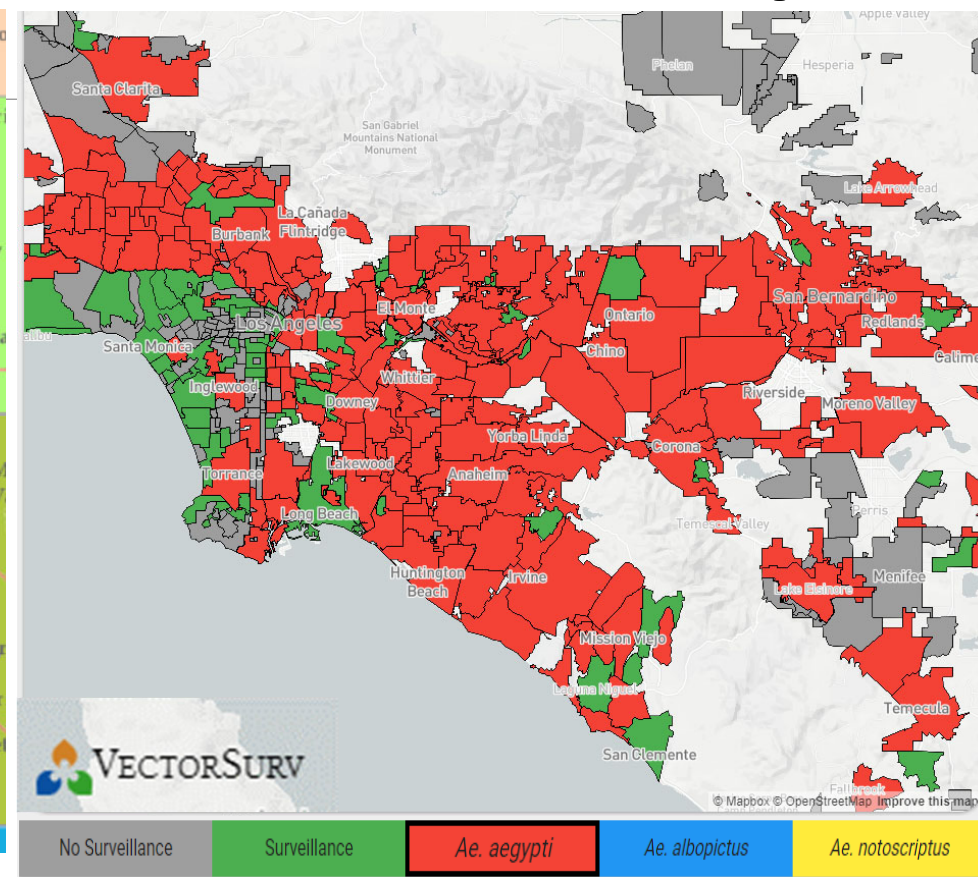 Apple Valley
Phelan
Hesperia
Santa Clarita
San Gabriel
Mountains National
Monument
Lake Arrowhead
La Cañada
Flintridge
Burbank
El Monte
San Bernardino
Los Angeles
Ontario
Redlands
Santa Monica
Chino
Calime
Whittier
Inglewood
Riverside
Downey
Moreno Valley
Yorba Linda
Corona
Torrance
Lakewood
Anaheim
Long Beach
Perris
Temescal Valley
Huntington
Beach
Irvine
Menifee
Lake Elsinore
Mission Viejo
Laguna Niguel
Temecula
San Clemente
VECTORSURV
Fallbrook
© Mapbox © OpenStreetMap Improve this map
No Surveillance
Surveillance
Ae. aegypti
Ae. albopictus
Ae. notoscriptus